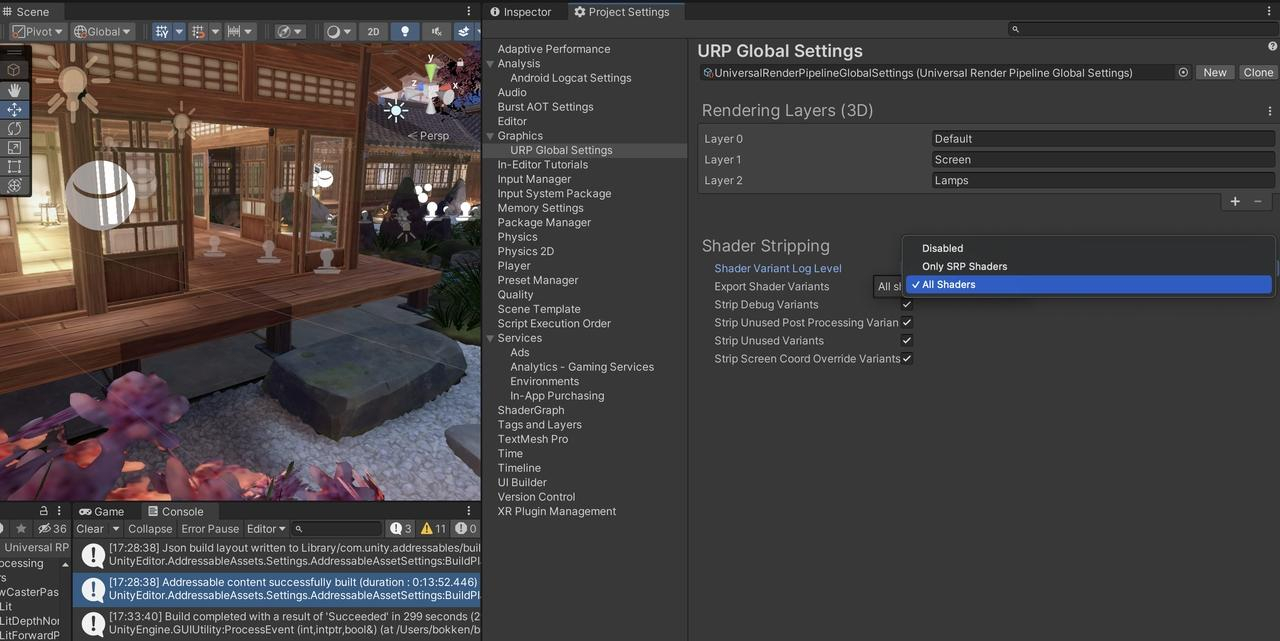 Scene
Pivot
Global
2D
y
z
x
Persp
Inspector
Project Settings
Adaptive Performance
Analysis
Android Logcat Settings
Audio
Burst AOT Settings
Editor
Graphics
URP Global Settings
In-Editor Tutorials
Input Manager
Input System Package
Memory Settings
Package Manager
Physics
Physics 2D
Player
Preset Manager
Quality
Scene Template
Script Execution Order
Services
Ads
Analytics - Gaming Services
Environments
In-App Purchasing
ShaderGraph
Tags and Layers
TextMesh Pro
Time
Timeline
UI Builder
Version Control
XR Plugin Management
URP Global Settings
UniversalRenderPipelineGlobalSettings (Universal Render Pipeline Global Settings)
New
Clone
Rendering Layers (3D)
Layer 0 Default
Layer 1 Screen
Layer 2 Lamps
Shader Stripping
Shader Variant Log Level
Disabled
Only SRP Shaders
All Shaders
Export Shader Variants
All sh
Strip Debug Variants
Strip Unused Post Processing Varian
Strip Unused Variants
Strip Screen Coord Override Variants
36
Universal RP
ocessing
rs
wCasterPas
Lit
LitDepthNor
LitForwardP
Game
Console
Clear
Collapse
Error Pause
Editor
3
11
0
[17:28:38] Json build layout written to Library/com.unity.addressables/buil
UnityEditor.AddressableAssets.Settings.AddressableAssetSettings:BuildPl
[17:28:38] Addressable content successfully built (duration : 0:13:52.446)
UnityEditor.AddressableAssets.Settings.AddressableAssetSettings:BuildPl
[17:33:40] Build completed with a result of 'Succeeded' in 299 seconds (2
UnityEngine.GUIUtility:ProcessEvent (int,intptr,bool&) (at /Users/bokken/b